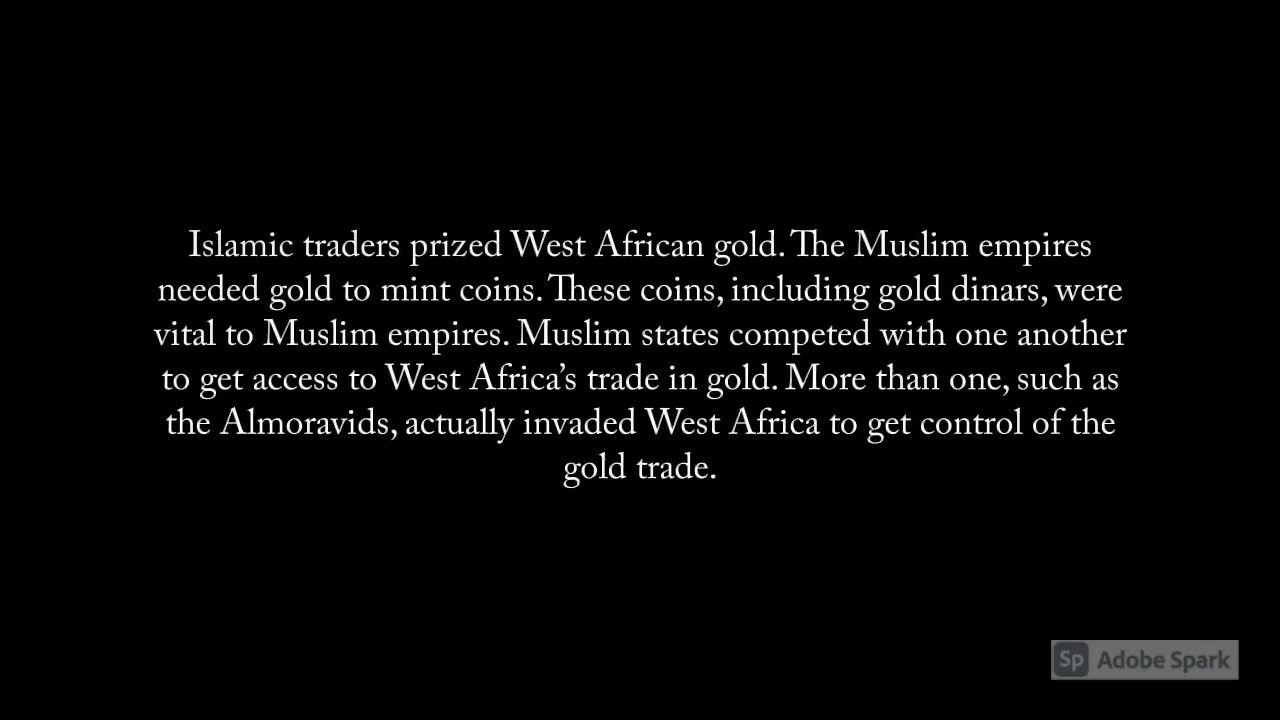 Islamic traders prized West African gold. The Muslim empires
needed gold to mint coins. These coins, including gold dinars, were
vital to Muslim empires. Muslim states competed with one another
to get access to West Africa’s trade in gold. More than one, such as
the Almoravids, actually invaded West Africa to get control of the
gold trade.
Sp Adobe Spark